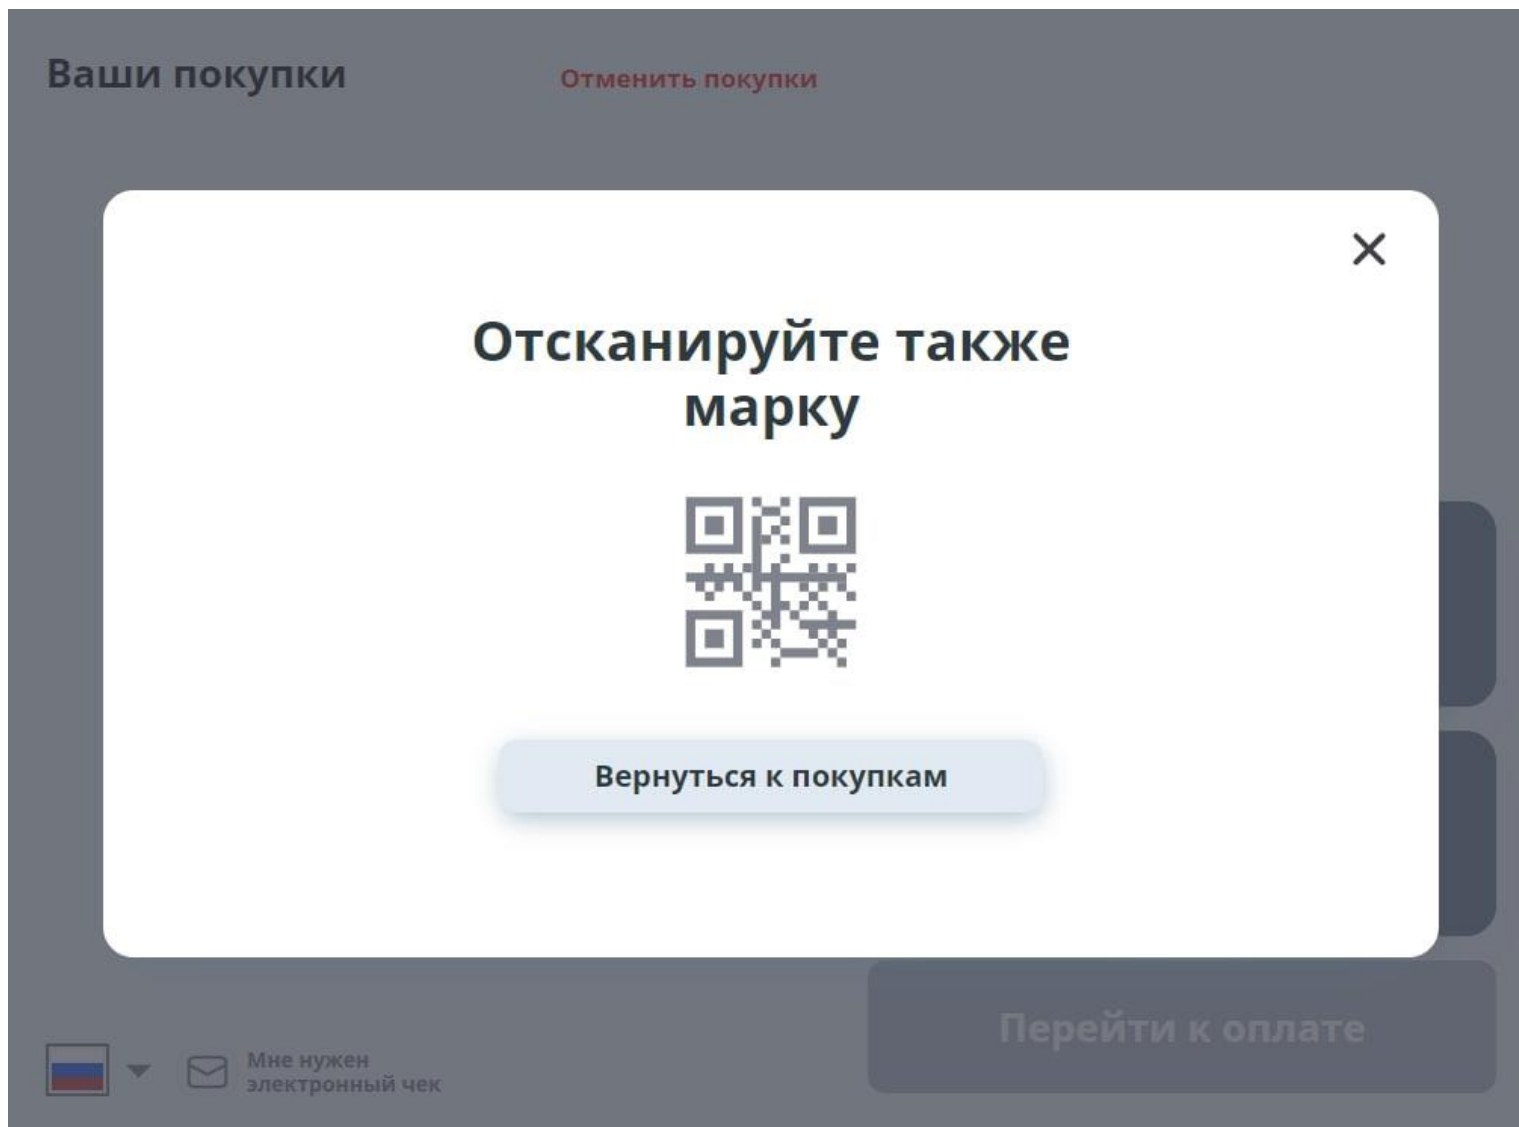 Ваши покупки
Отменить покупки
Отсканируйте также
марку
Вернуться к покупкам
Перейти к оплате
Мне нужен
электронный чек